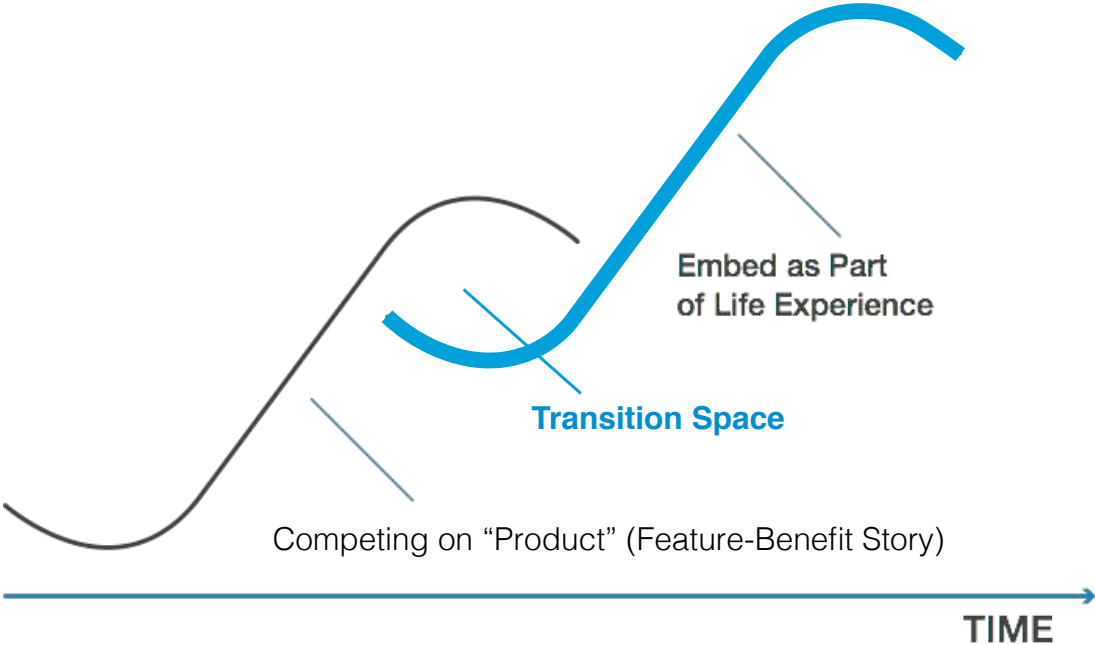 Embed as Part
of Life Experience
Transition Space
Competing on “Product” (Feature-Benefit Story)
TIME